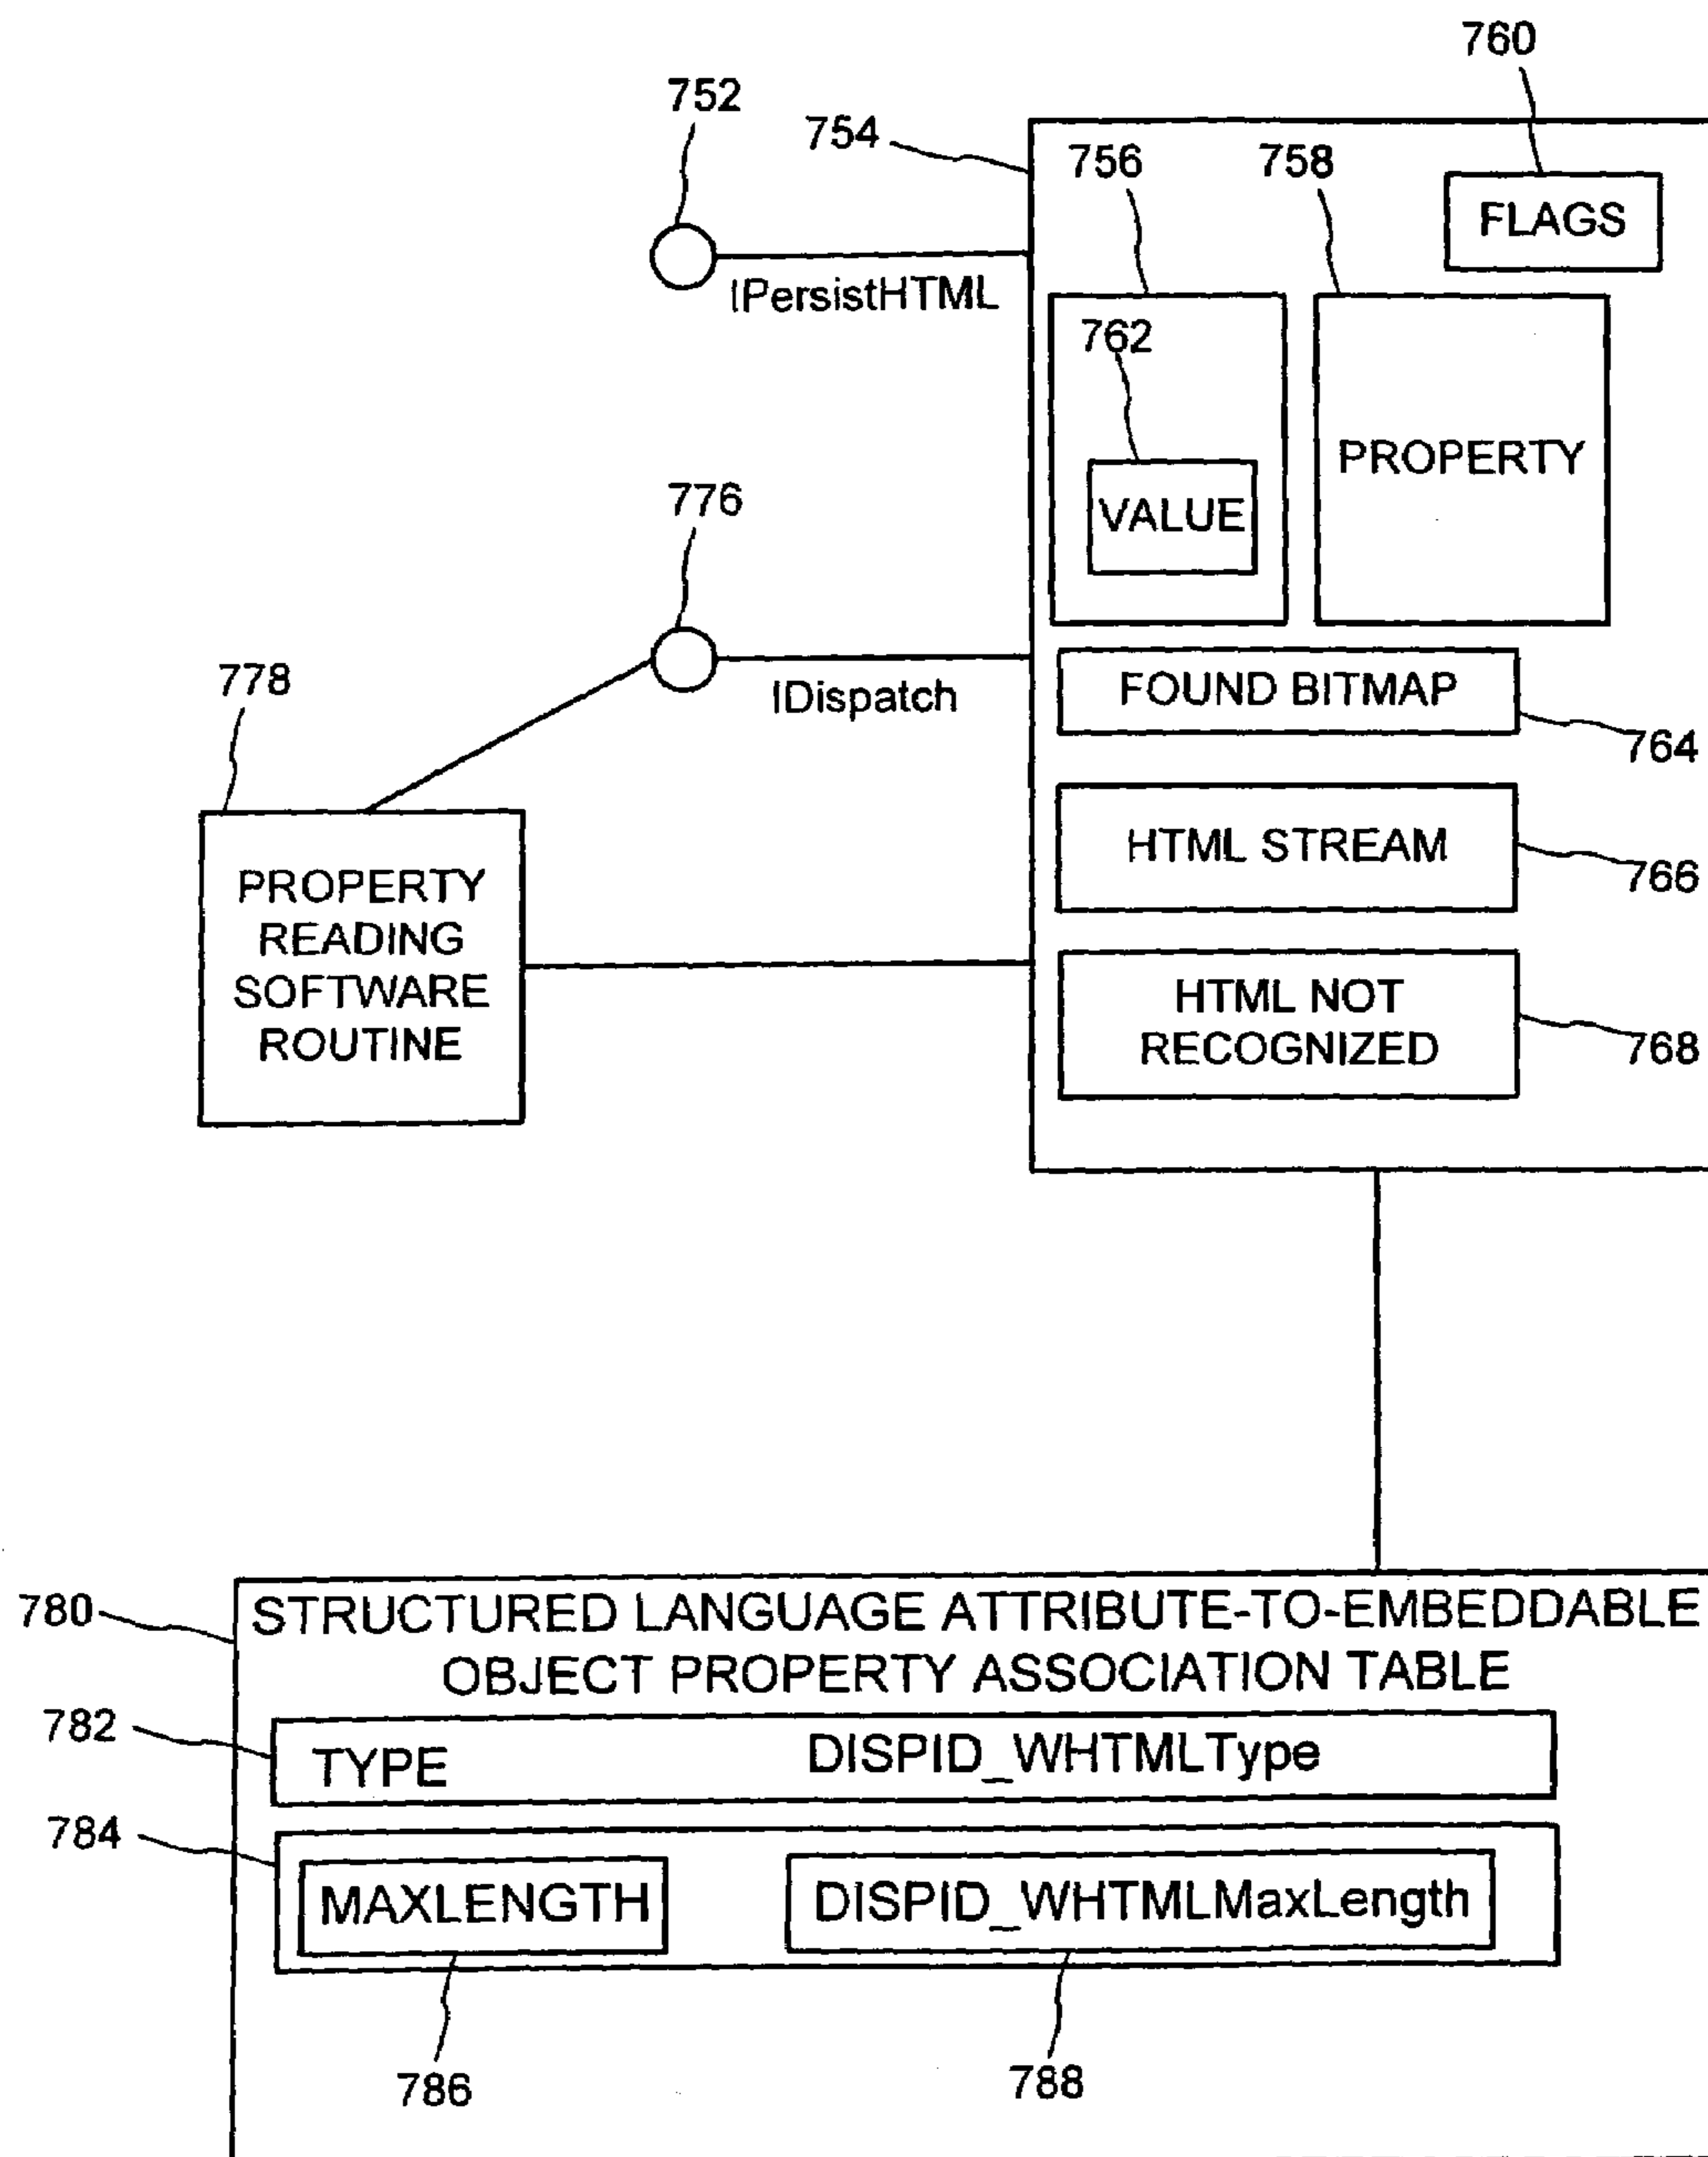 760
752
754
756
758
FLAGS
IPersistHTML
762
PROPERTY
VALUE
776
778
IDispatch
FOUND BITMAP
764
HTML STREAM
766
PROPERTY
READING
SOFTWARE
ROUTINE
HTML NOT
RECOGNIZED
768
780
STRUCTURED LANGUAGE ATTRIBUTE-TO-EMBEDDABLE
OBJECT PROPERTY ASSOCIATION TABLE
782
TYPE DISPID_WHTMLType
784
MAXLENGTH DISPID_WHTMLMaxLength
786
788